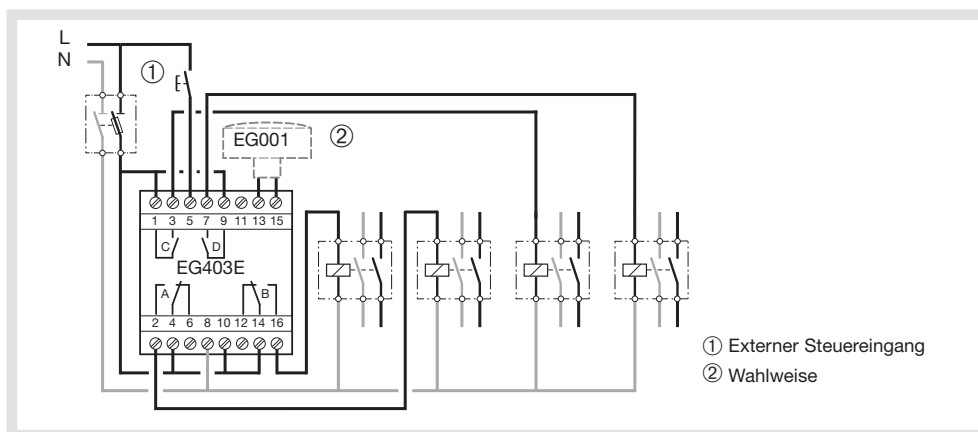 L
N
①
EG001
②
1 3 5 7 9 11 13 15
C D
EG403E
A B
2 4 6 8 10 12 14 16
① Externer Steuereingang
② Wahlweise